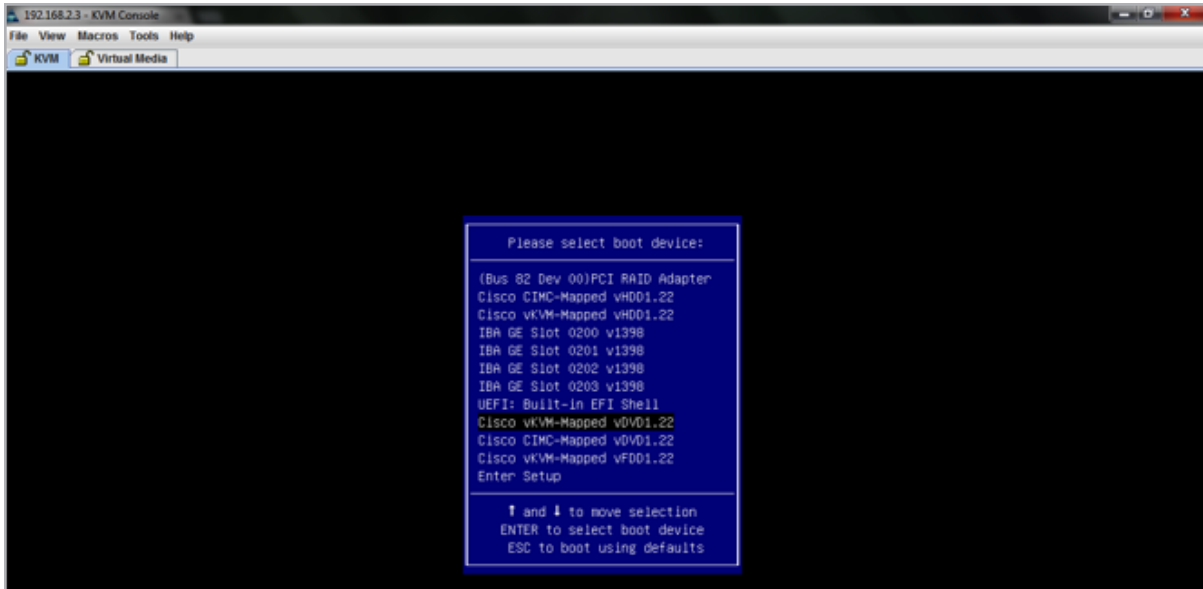 192.168.2.3 - KVM Console
File View Macros Tools Help
KVM Virtual Media
Please select boot device:
(Bus 82 Dev 00)PCI RAID Adapter
Cisco CIMC-Mapped vHDD1.22
Cisco vKVM-Mapped vHDD1.22
IBA GE Slot 0200 v1398
IBA GE Slot 0201 v1398
IBA GE Slot 0202 v1398
IBA GE Slot 0203 v1398
UEFI: Built-in EFI Shell
Cisco vKVM-Mapped vDVD1.22
Cisco CIMC-Mapped vDVD1.22
Cisco vKVM-Mapped vFDD1.22
Enter Setup
↑ and ↓ to move selection
ENTER to select boot device
ESC to boot using defaults